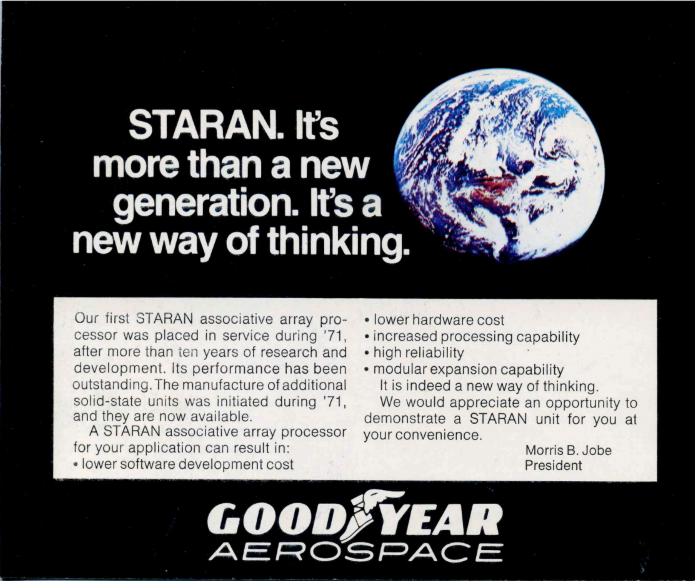 STARAN. It's
more than a new
generation. It's a
new way of thinking.
Our first STARAN associative array pro-
cessor was placed in service during '71,
after more than ten years of research and
development. Its performance has been
outstanding. The manufacture of additional
solid-state units was initiated during '71,
and they are now available.
A STARAN associative array processor
for your application can result in:
• lower software development cost
• lower hardware cost
• increased processing capability
• high reliability
• modular expansion capability
It is indeed a new way of thinking.
We would appreciate an opportunity to
demonstrate a STARAN unit for you at
your convenience.
Morris B. Jobe
President
GOODYEAR
AEROSPACE